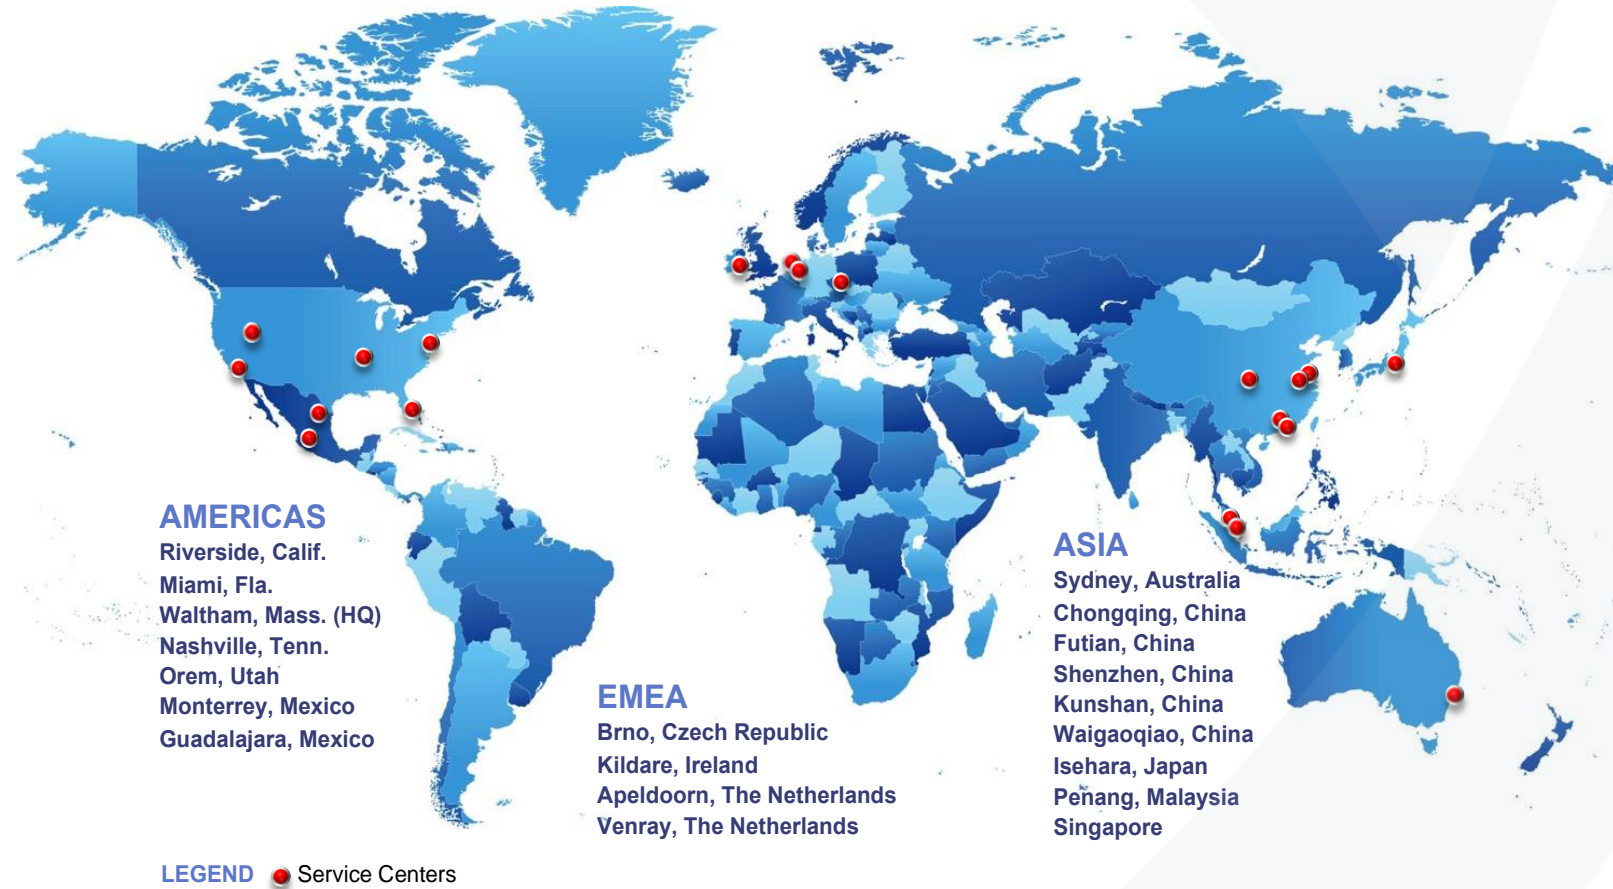 AMERICAS
Riverside, Calif.
Miami, Fla.
Waltham, Mass. (HQ)
Nashville, Tenn.
Orem, Utah
Monterrey, Mexico
Guadalajara, Mexico
EMEA
Brno, Czech Republic
Kildare, Ireland
Apeldoorn, The Netherlands
Venray, The Netherlands
ASIA
Sydney, Australia
Chongqing, China
Futian, China
Shenzhen, China
Kunshan, China
Waigaoqiao, China
Isehara, Japan
Penang, Malaysia
Singapore
LEGEND Service Centers